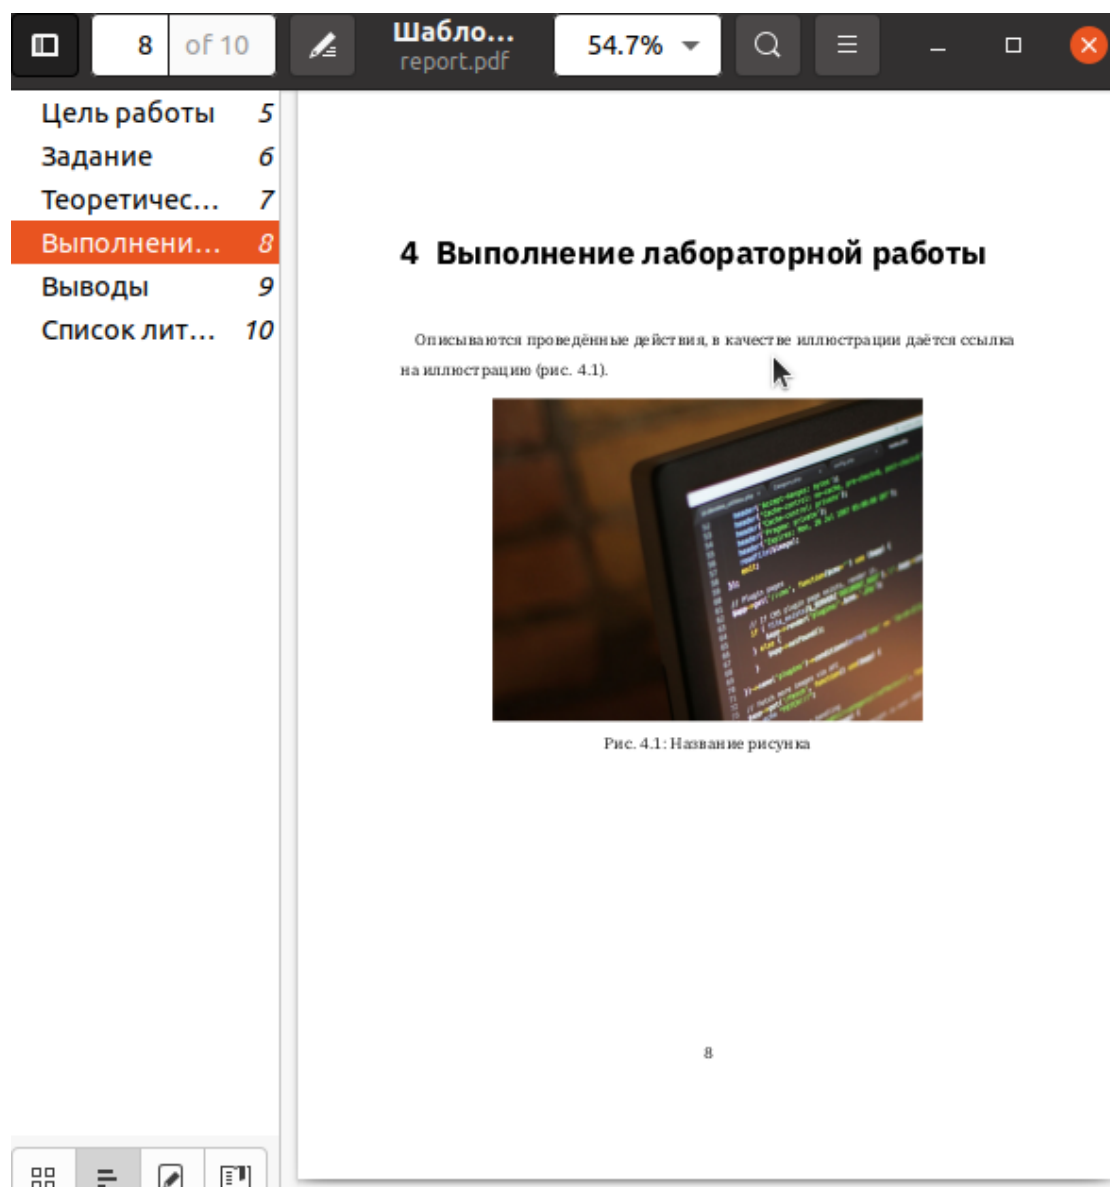 8 of 10
Шабло...
report.pdf
54.7%
Цель работы 5
Задание 6
Теоретичес... 7
Выполнени... 8
Выводы 9
Список лит... 10
4 Выполнение лабораторной работы
Описываются проведённые действия, в качестве иллюстрации даётся ссылка
на иллюстрацию (рис. 4.1).
Рис. 4.1: Название рисунка
8